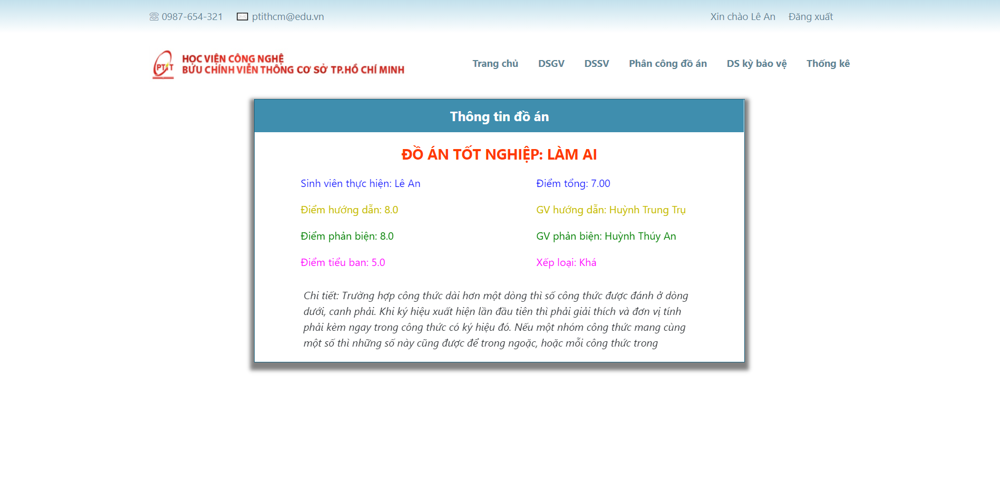 0987-654-321 ptithcm@edu.vn Xin chào Lê An Đăng xuất
HỌC VIỆN CÔNG NGHỆ
BƯU CHÍNH VIỄN THÔNG CƠ SỞ TP.HỒ CHÍ MINH
PTIT
Trang chủ DSGV DSSV Phân công đồ án DS kỳ bảo vệ Thống kê
Thông tin đồ án
ĐỒ ÁN TỐT NGHIỆP: LÀM AI
Sinh viên thực hiện: Lê An Điểm tổng: 7.00
Điểm hướng dẫn: 8.0 GV hướng dẫn: Huỳnh Trung Trụ
Điểm phản biện: 8.0 GV phản biện: Huỳnh Thúy An
Điểm tiểu ban: 5.0 Xếp loại: Khá
Chi tiết: Trường hợp công thức dài hơn một dòng thì số công thức được đánh ở dòng
dưới, canh phải. Khi ký hiệu xuất hiện lần đầu tiên thì phải giải thích và đơn vị tính
phải kèm ngay trong công thức có ký hiệu đó. Nếu một nhóm công thức mang cùng
một số thì những số này cũng được để trong ngoặc, hoặc mỗi công thức trong